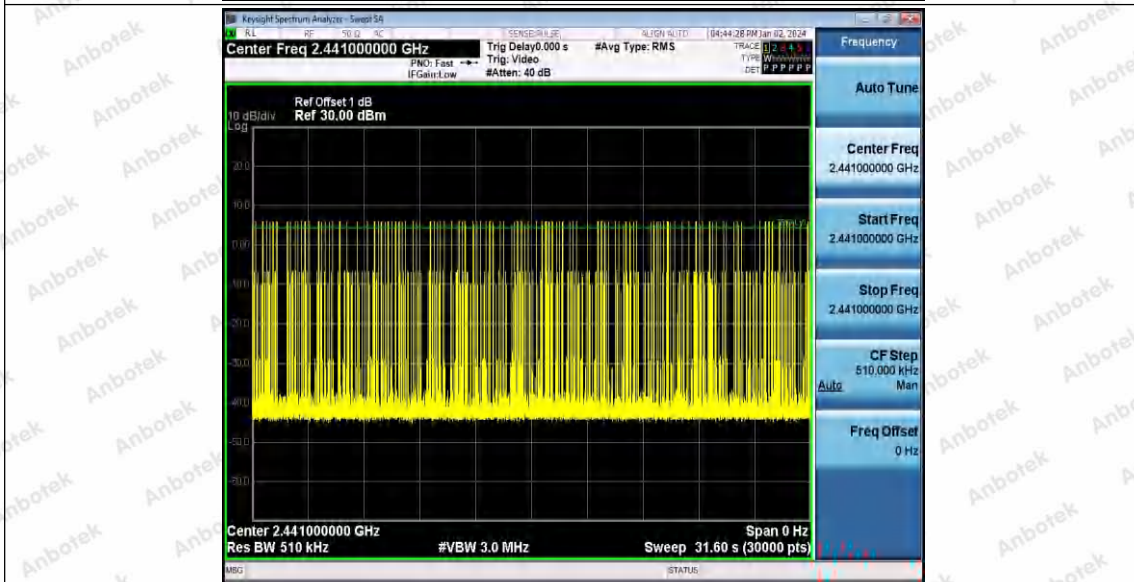 Keysight Spectrum Analyzer - Swept SA
RL RF 50 Ω AC SENSE:PULSE ALIGN AUTO 04:44:28 PM Jan 02, 2024
Center Freq 2.441000000 GHz
Trig Delay0.000 s #Avg Type: RMS TRACE 1 2 3 4 5
PNO: Fast Trig: Video TYPE
IFGain:Low #Atten: 40 dB DET P P P P P P
Ref Offset 1 dB
10 dB/div Ref 30.00 dBm
Log
20.0
10.0
0.00
-10.0
-20.0
-30.0
-40.0
-50.0
-60.0
Center 2.441000000 GHz Span 0 Hz
Res BW 510 kHz #VBW 3.0 MHz Sweep 31.60 s (30000 pts)
MSG STATUS
Frequency
Auto Tune
Center Freq
2.441000000 GHz
Start Freq
2.441000000 GHz
Stop Freq
2.441000000 GHz
CF Step
510.000 kHz
Auto Man
Freq Offset
0 Hz
Anbotek